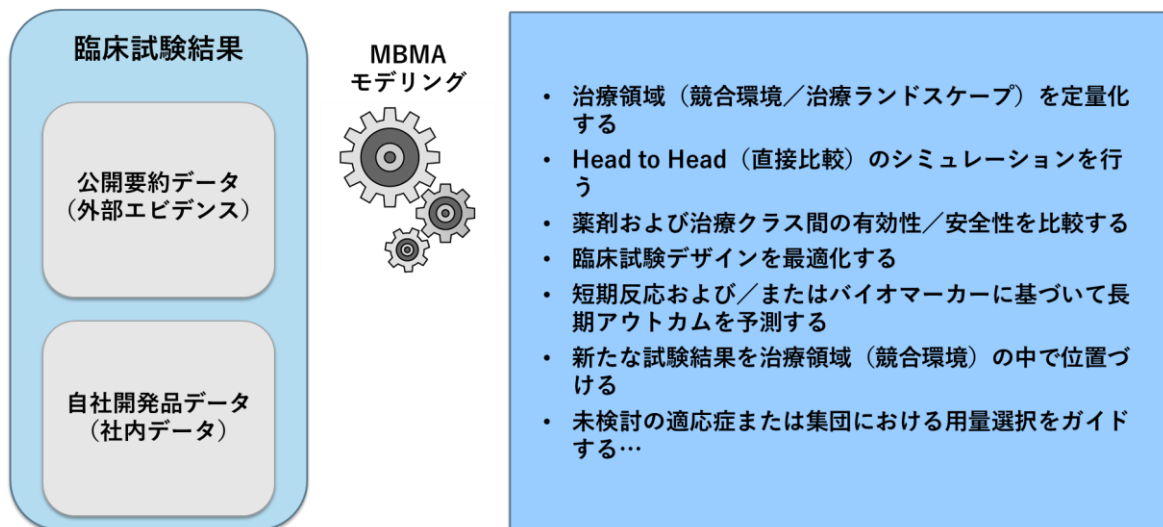 臨床試験結果
公開要約データ
（外部エビデンス）
自社開発品データ
（社内データ）
MBMA
モデリング
• 治療領域（競合環境／治療ランドスケープ）を定量化
する
• Head to Head（直接比較）のシミュレーションを行
う
• 薬剤および治療クラス間の有効性／安全性を比較する
• 臨床試験デザインを最適化する
• 短期反応および／またはバイオマーカーに基づいて長
期アウトカムを予測する
• 新たな試験結果を治療領域（競合環境）の中で位置づ
ける
• 未検討の適応症または集団における用量選択をガイド
する…